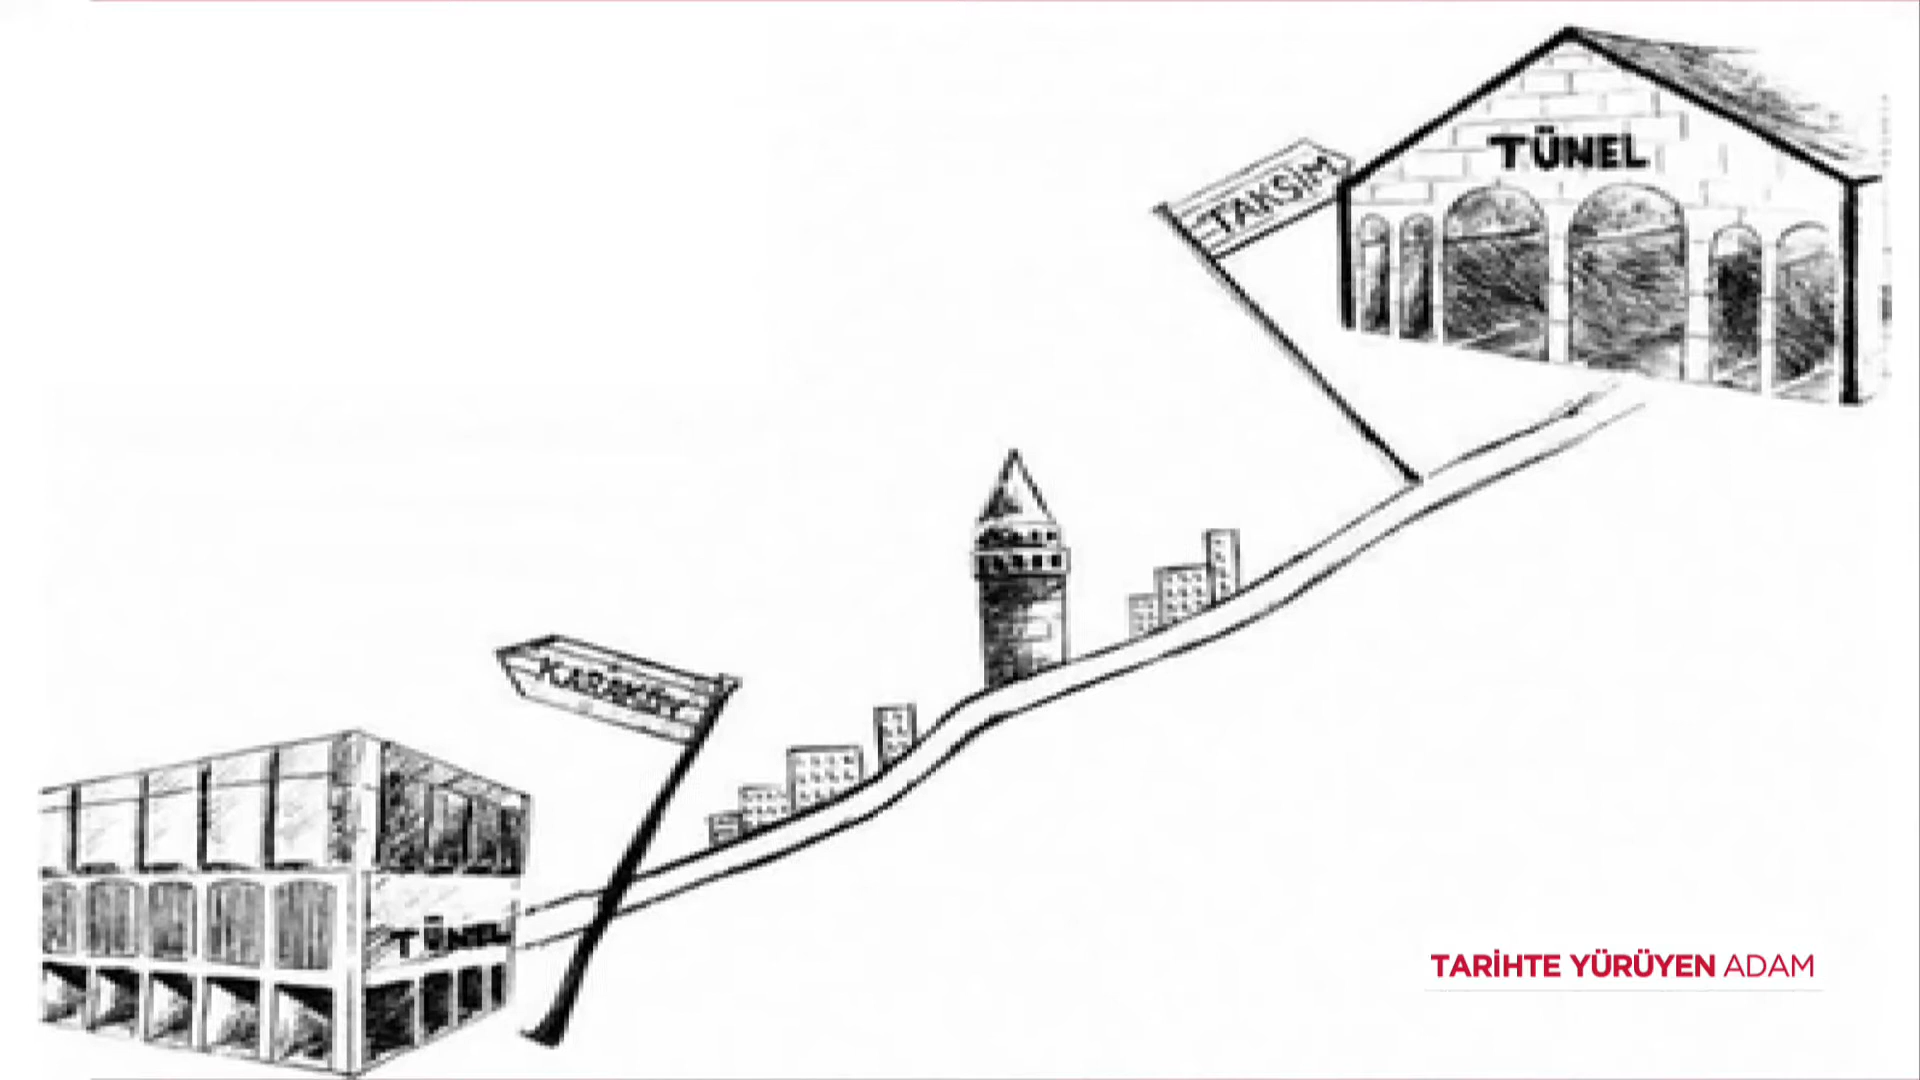 TÜNEL
TAKSİM
KARAKÖY
TÜNEL
TARİHTE YÜRÜYEN ADAM